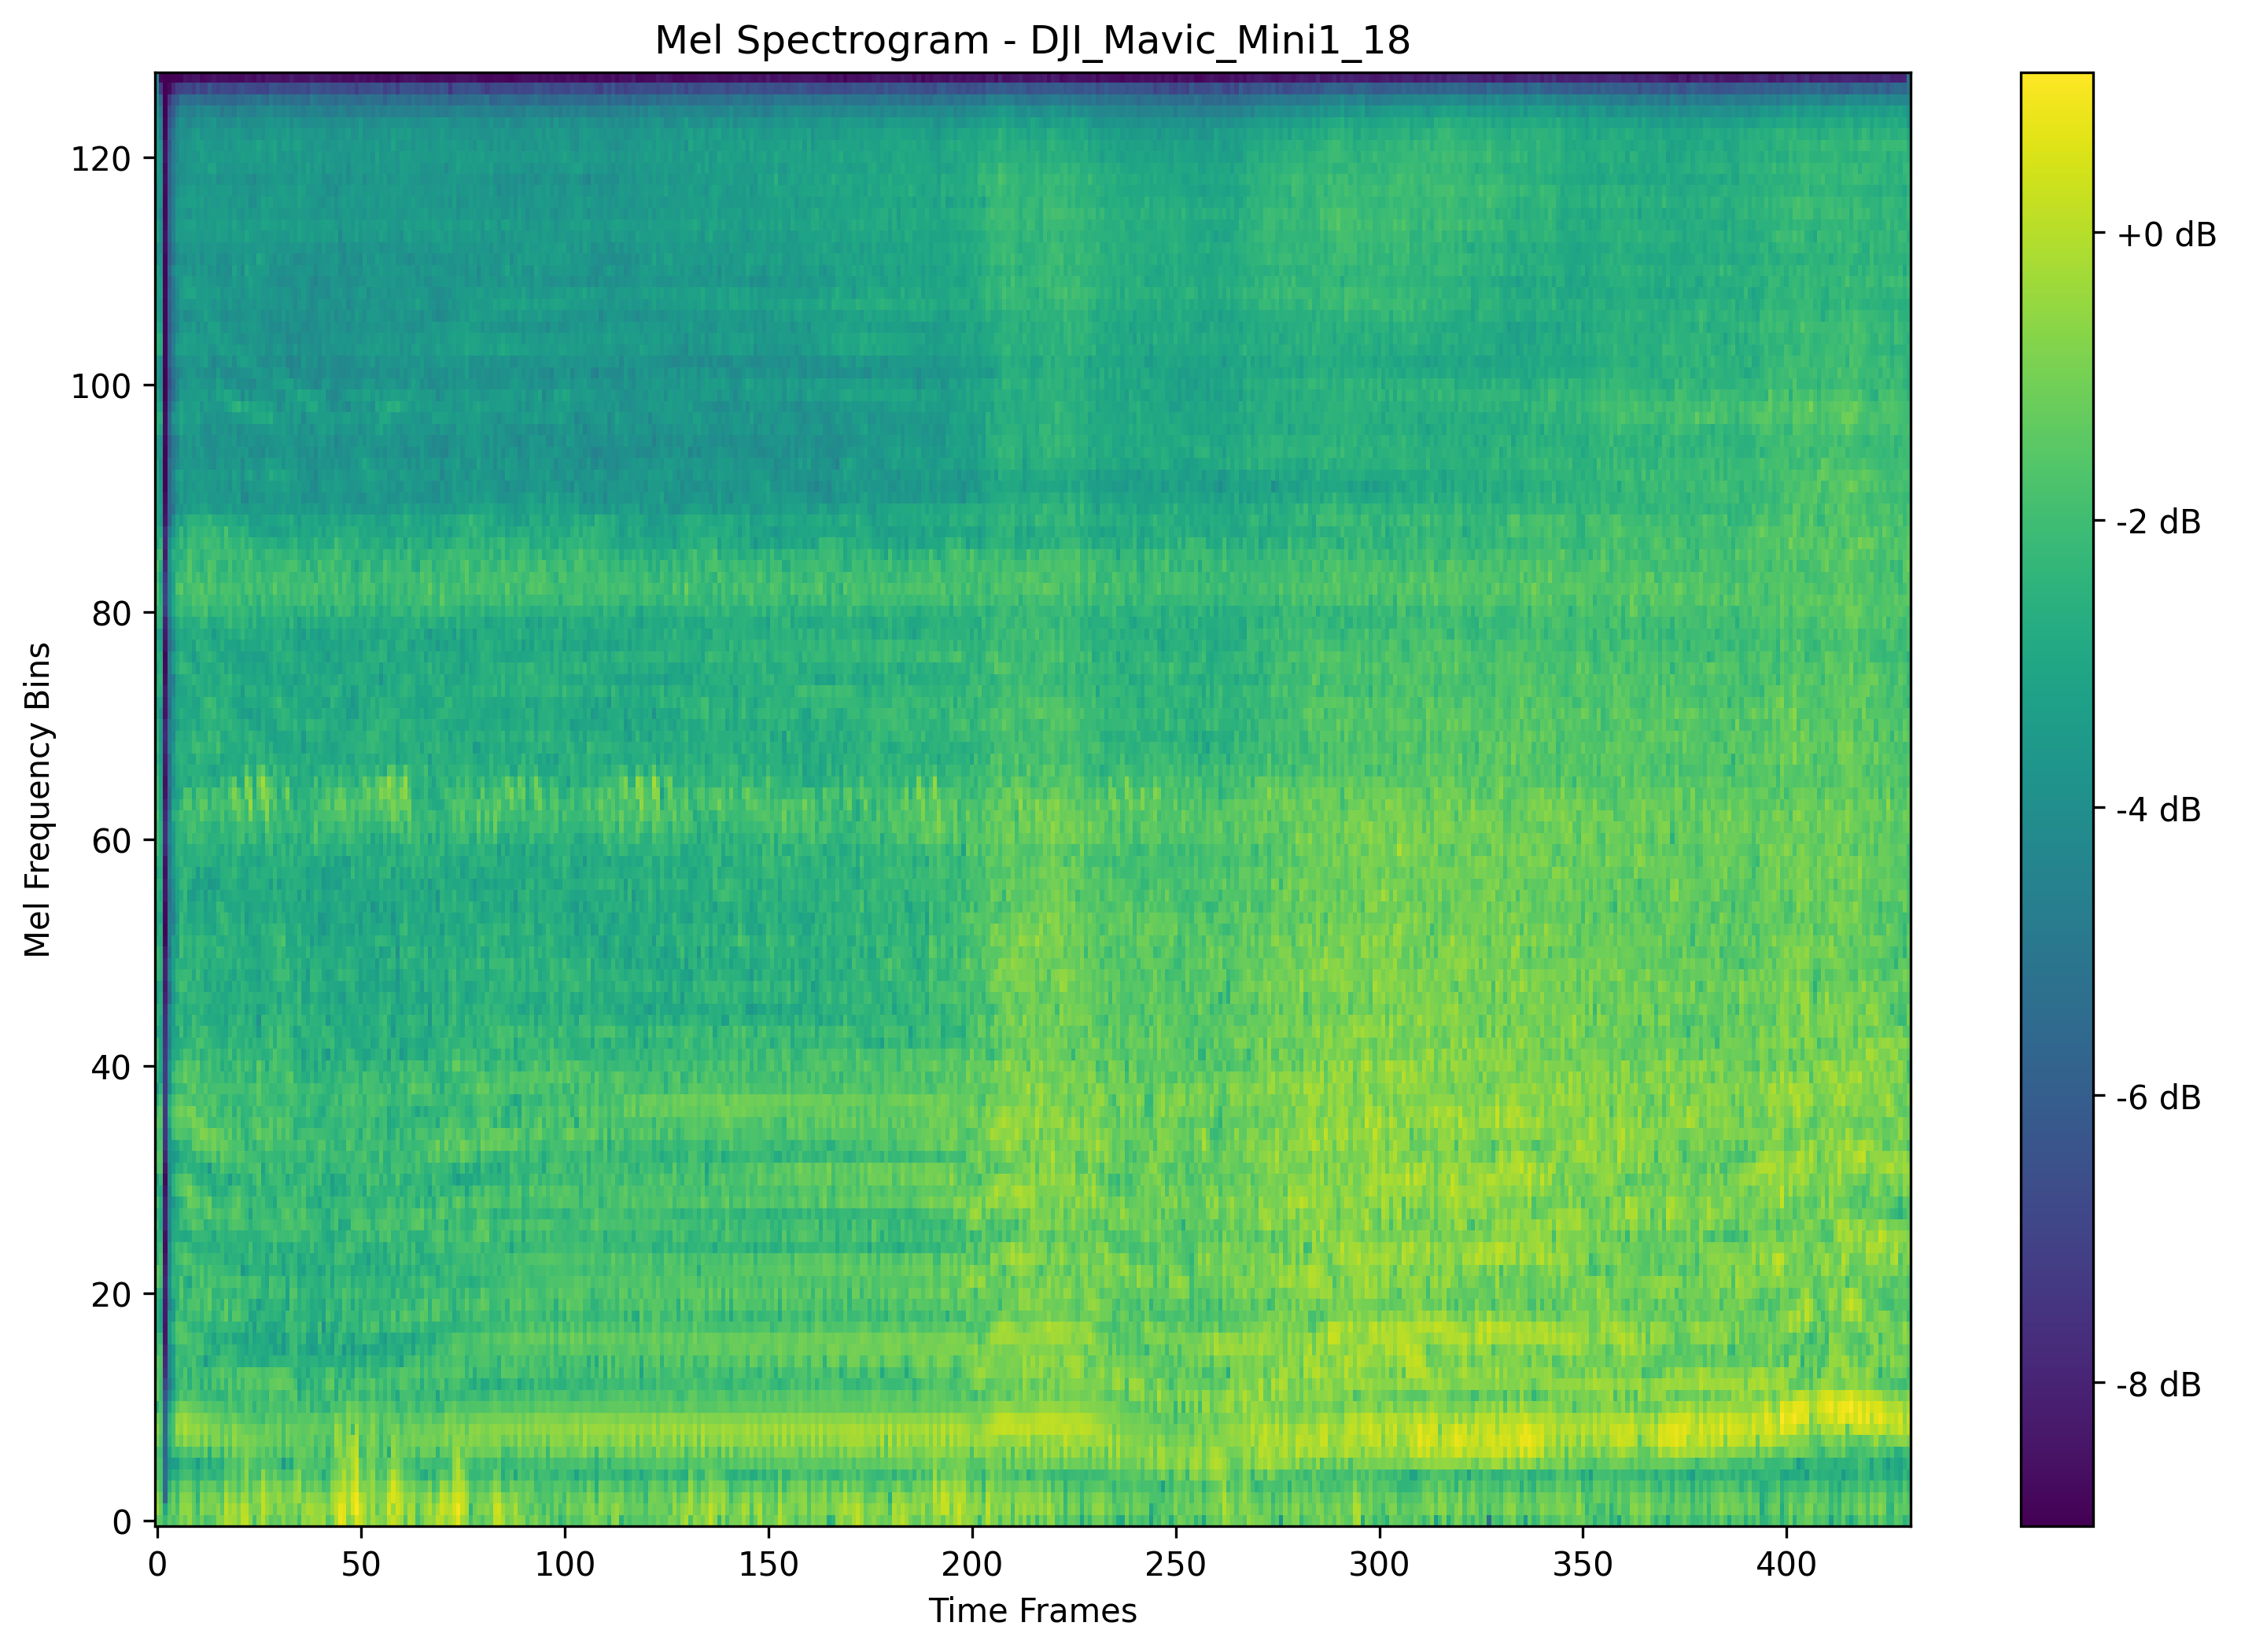 Mel Spectrogram - DJI_Mavic_Mini1_18
Mel Frequency Bins
120
100
80
60
40
20
0
0 50 100 150 200 250 300 350 400
Time Frames
+0 dB
-2 dB
-4 dB
-6 dB
-8 dB